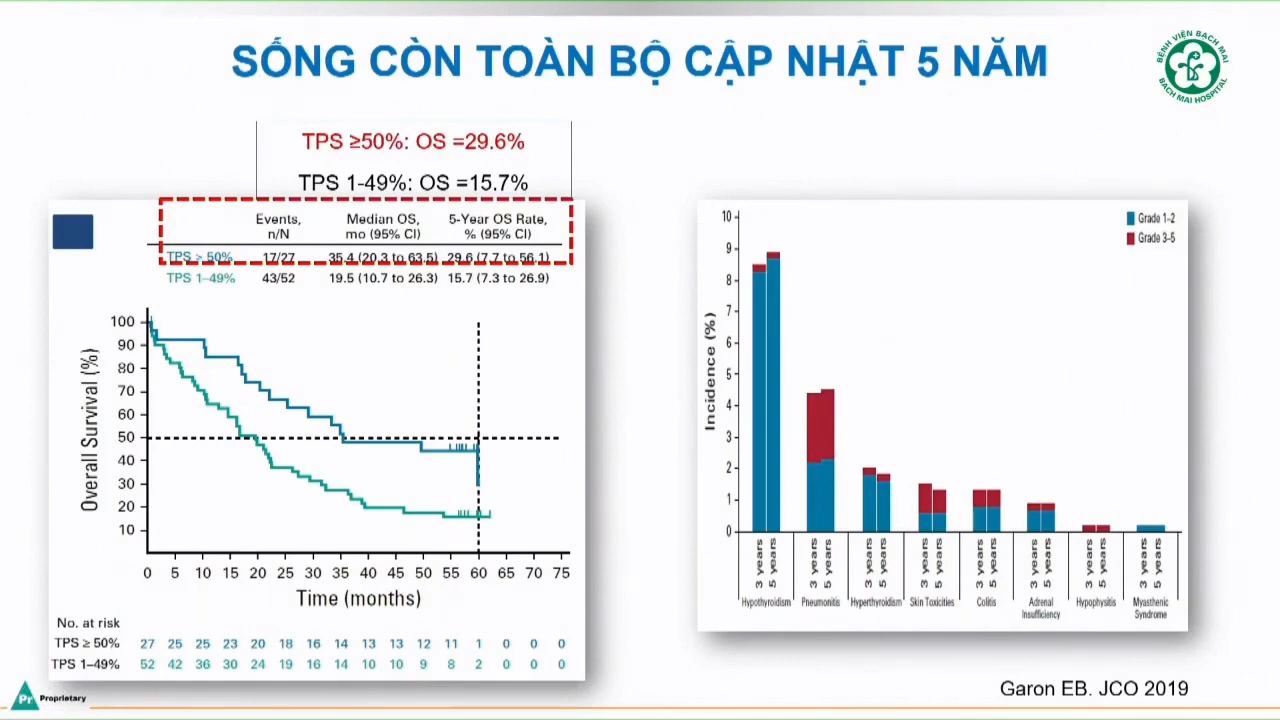 SỐNG CÒN TOÀN BỘ CẬP NHẬT 5 NĂM
BỆNH VIỆN BẠCH MAI
BACH MAI HOSPITAL
TPS ≥50%: OS =29.6%
TPS 1-49%: OS =15.7%
Events, n/N Median OS, mo (95% CI) 5-Year OS Rate, % (95% CI)
TPS ≥ 50% 17/27 35.4 (20.3 to 63.5) 29.6 (7.7 to 56.1)
TPS 1–49% 43/52 19.5 (10.7 to 26.3) 15.7 (7.3 to 26.9)
Overall Survival (%)
100
90
80
70
60
50
40
30
20
10
0 5 10 15 20 25 30 35 40 45 50 55 60 65 70 75
Time (months)
No. at risk
TPS ≥ 50% 27 25 25 23 20 18 16 14 13 13 12 11 1 0 0 0
TPS 1–49% 52 42 36 30 24 19 16 14 10 10 9 8 2 0 0 0
Grade 1–2
Grade 3–5
Incidence (%)
10
9
8
7
6
5
4
3
2
1
0
3 years 5 years 3 years 5 years 3 years 5 years 3 years 5 years 3 years 5 years 3 years 5 years 3 years 5 years 3 years 5 years
Hypothyroidism Pneumonitis Hyperthyroidism Skin Toxicities Colitis Adrenal Insufficiency Hypophysitis Myasthenic Syndrome
Garon EB. JCO 2019
Pr Proprietary